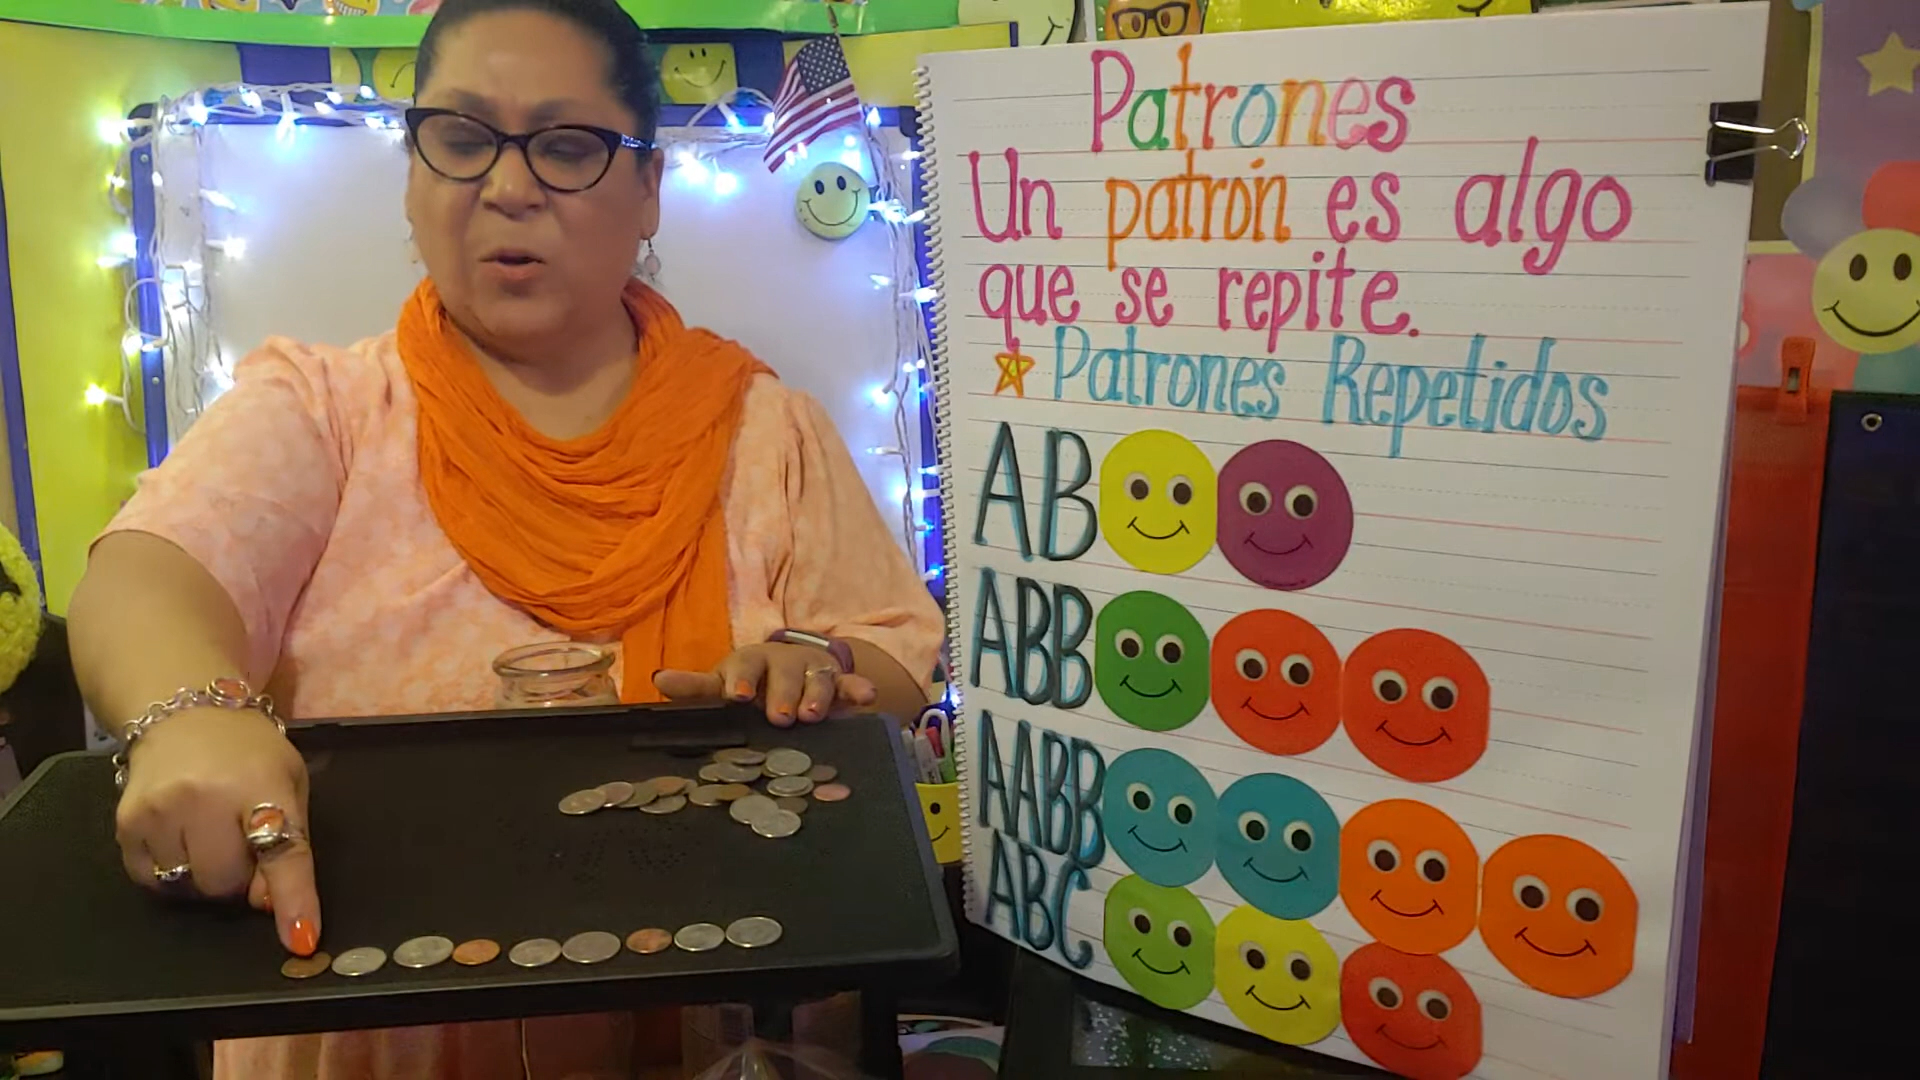 Patrones
Un patrón es algo
que se repite.
Patrones Repetidos
AB
ABB
AABB
ABC